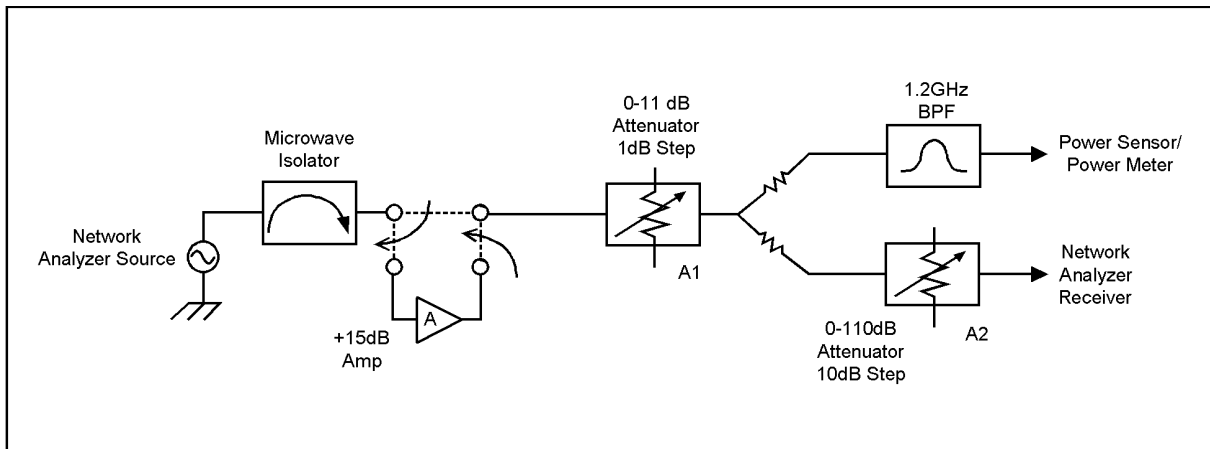 Network
Analyzer Source
Microwave
Isolator
+15dB
Amp
A
0-11 dB
Attenuator
1dB Step
A1
1.2GHz
BPF
Power Sensor/
Power Meter
0-110dB
Attenuator
10dB Step
A2
Network
Analyzer
Receiver